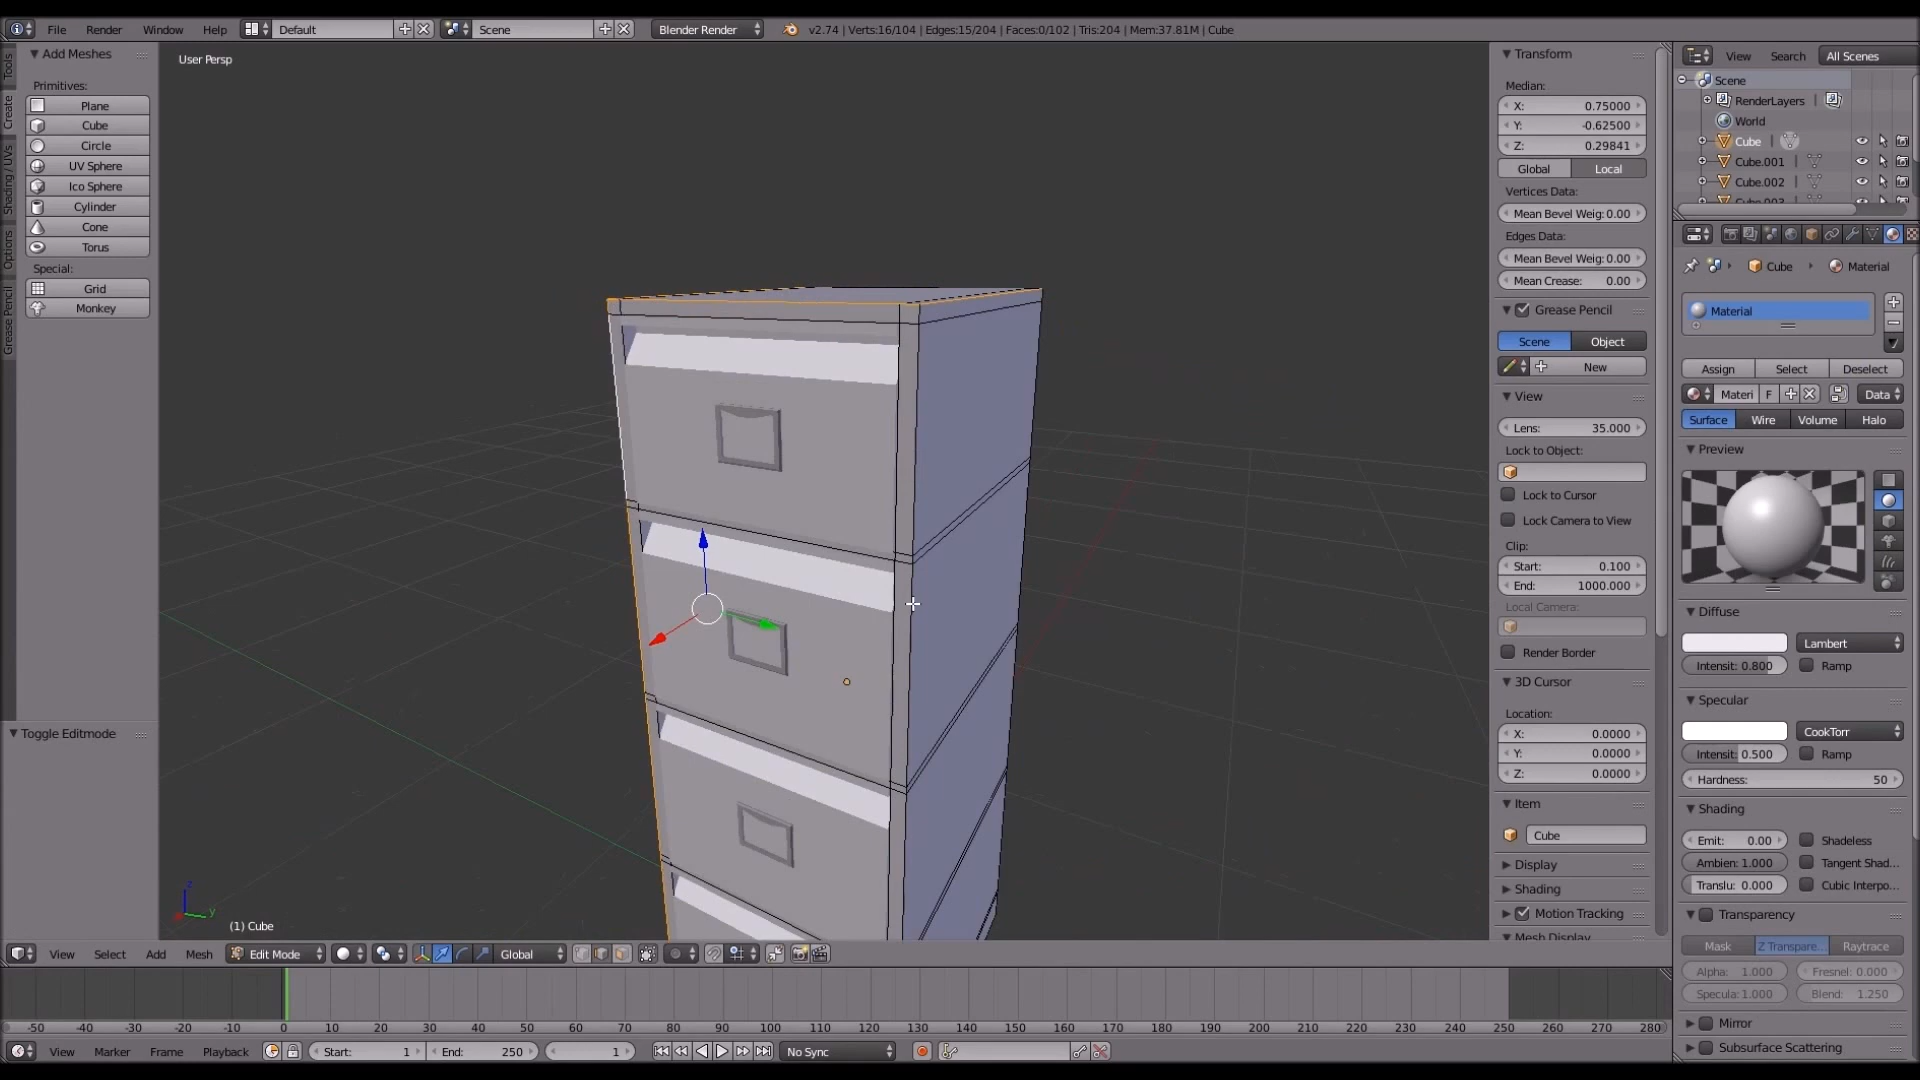 File Render Window Help Default Scene Blender Render v2.74 | Verts:16/104 | Edges:15/204 | Faces:0/102 | Tris:204 | Mem:37.81M | Cube
Tools
Create
Shading / UVs
Options
Grease Pencil
Add Meshes
Primitives:
Plane
Cube
Circle
UV Sphere
Ico Sphere
Cylinder
Cone
Torus
Special:
Grid
Monkey
Toggle Editmode
User Persp
(1) Cube
z
y
Transform
Median:
X: 0.75000
Y: -0.62500
Z: 0.29841
Global Local
Vertices Data:
Mean Bevel Weig: 0.00
Edges Data:
Mean Bevel Weig: 0.00
Mean Crease: 0.00
Grease Pencil
Scene Object
New
View
Lens: 35.000
Lock to Object:
Lock to Cursor
Lock Camera to View
Clip:
Start: 0.100
End: 1000.000
Local Camera:
Render Border
3D Cursor
Location:
X: 0.0000
Y: 0.0000
Z: 0.0000
Item
Cube
Display
Shading
Motion Tracking
Mesh Display
View Search All Scenes
Scene
RenderLayers |
World
Cube |
Cube.001 |
Cube.002 |
Cube.003
Cube Material
Material
Assign Select Deselect
Materi F Data
Surface Wire Volume Halo
Preview
Diffuse
Lambert
Intensit: 0.800 Ramp
Specular
CookTorr
Intensit: 0.500 Ramp
Hardness: 50
Shading
Emit: 0.00 Shadeless
Ambien: 1.000 Tangent Shad...
Translu: 0.000 Cubic Interpo...
Transparency
Mask Z Transpare... Raytrace
Alpha: 1.000 Fresnel: 0.000
Specula: 1.000 Blend: 1.250
Mirror
Subsurface Scattering
View Select Add Mesh Edit Mode Global
-50 -40 -30 -20 -10 0 10 20 30 40 50 60 70 80 90 100 110 120 130 140 150 160 170 180 190 200 210 220 230 240 250 260 270 280
View Marker Frame Playback Start: 1 End: 250 1 No Sync